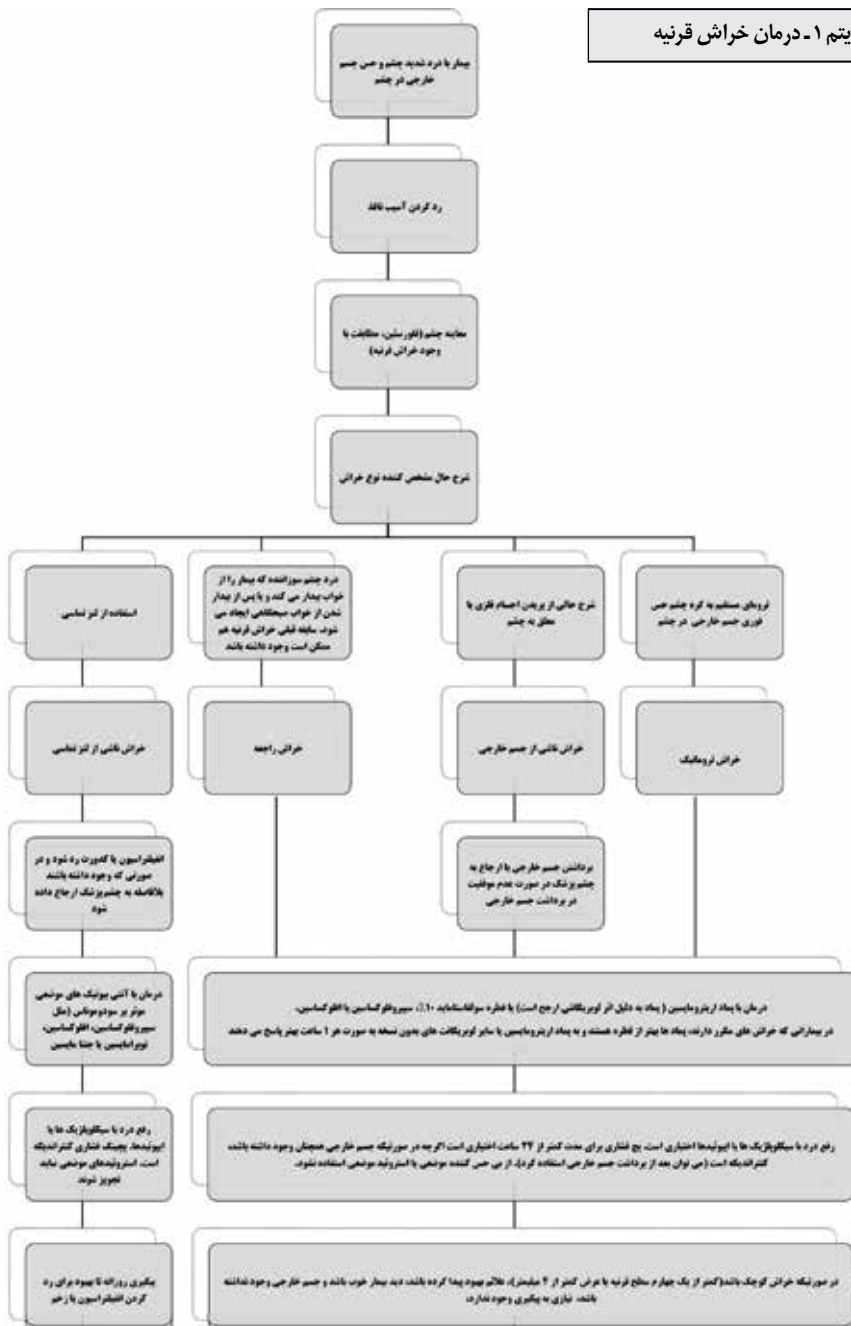 یتم ۱ـ درمان خراش قرنیه
بیمار با درد شدید چشم و حس جسم
خارجی در چشم
رد کردن آسیب نافذ
معاینه چشم (فلورسئین، مطابقت با
وجود خراش قرنیه)
شرح حال مشخص کننده نوع خراش
ترومای مستقیم به کره چشم حس
فوری جسم خارجی در چشم
خراش تروماتیک
شرح حالی از پریدن اجسام فلزی یا
معلق به چشم
خراش ناشی از جسم خارجی
برداشتن جسم خارجی یا ارجاع به
چشم پزشک در صورت عدم موفقیت
در برداشت جسم خارجی
درد چشم سوزاننده که بیمار را از
خواب بیدار می کند و یا پس از بیدار
شدن از خواب صبحگاهی ایجاد می
شود، سابقه قبلی خراش قرنیه هم
ممکن است وجود داشته باشد
خراش راجعه
درمان با پماد اریترومایسین ( پماد به دلیل اثر لوبریکانتی ارجح است) یا قطره سولفاستاماید ۱۰٪، سیپروفلوکساسین یا افلوکساسین.
در بیمارانی که خراش های مکرر دارند، پماد ها بهتر از قطره هستند و به پماد اریترومایسین یا سایر لوبریکانت های بدون نسخه به صورت هر ۱ ساعت بهتر پاسخ می دهند
رفع درد با سیکلوپلژیک ها یا اپیوئیدها اختیاری است. پچ فشاری برای مدت کمتر از ۲۴ ساعت اختیاری است اگرچه در صورتیکه جسم خارجی همچنان وجود داشته باشد،
کنتراندیکه است (می توان بعد از برداشت جسم خارجی استفاده کرد). از بی حس کننده موضعی یا استروئید موضعی استفاده نشود.
در صورتیکه خراش کوچک باشد(کمتر از یک چهارم سطح قرنیه یا عرض کمتر از ۴ میلیمتر)، علائم بهبود پیدا کرده باشد، دید بیمار خوب باشد و جسم خارجی وجود نداشته
باشد، نیازی به پیگیری وجود ندارد.
استفاده از لنز تماسی
خراش ناشی از لنز تماسی
انفیلتراسیون یا کدورت رد شود و در
صورتی که وجود داشته باشند
بلافاصله به چشم پزشک ارجاع داده
شود
درمان با آنتی بیوتیک های موضعی
موثر بر سودوموناس (مثل
سیپروفلوکساسین، افلوکساسین،
توبرامایسین یا جنتا مایسین
رفع درد با سیکلوپلژیک ها یا
اپیوئیدها. پچینگ فشاری کنتراندیکه
است. استروئیدهای موضعی نباید
تجویز شوند
پیگیری روزانه تا بهبود برای رد
کردن انفیلتراسیون یا زخم